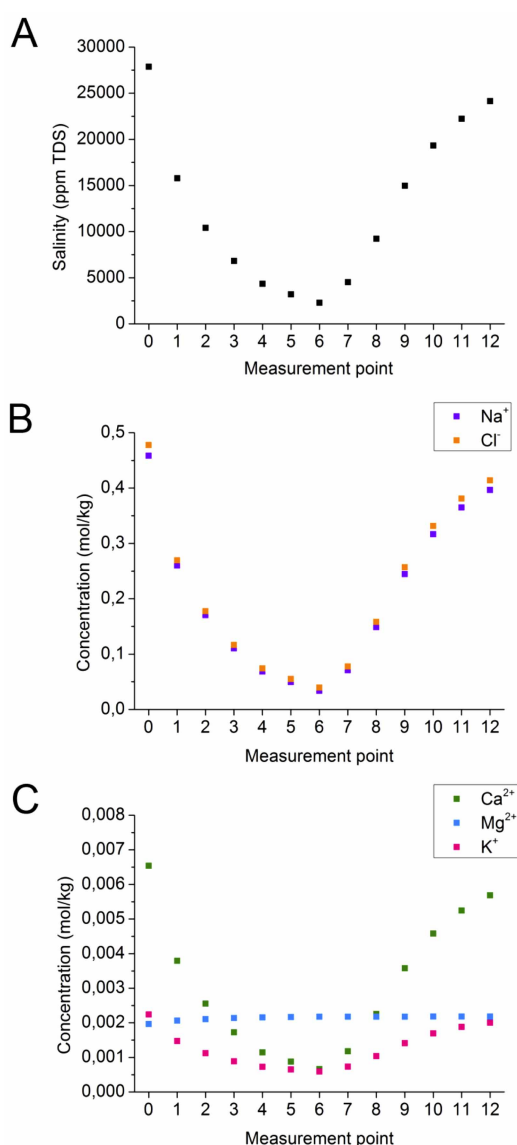 A
30000
25000
20000
15000
10000
5000
0
Salinity (ppm TDS)
0 1 2 3 4 5 6 7 8 9 10 11 12
Measurement point
B
Na⁺
Cl⁻
0,5
0,4
0,3
0,2
0,1
0,0
Concentration (mol/kg)
0 1 2 3 4 5 6 7 8 9 10 11 12
Measurement point
C
Ca²⁺
Mg²⁺
K⁺
0,008
0,007
0,006
0,005
0,004
0,003
0,002
0,001
0,000
Concentration (mol/kg)
0 1 2 3 4 5 6 7 8 9 10 11 12
Measurement point